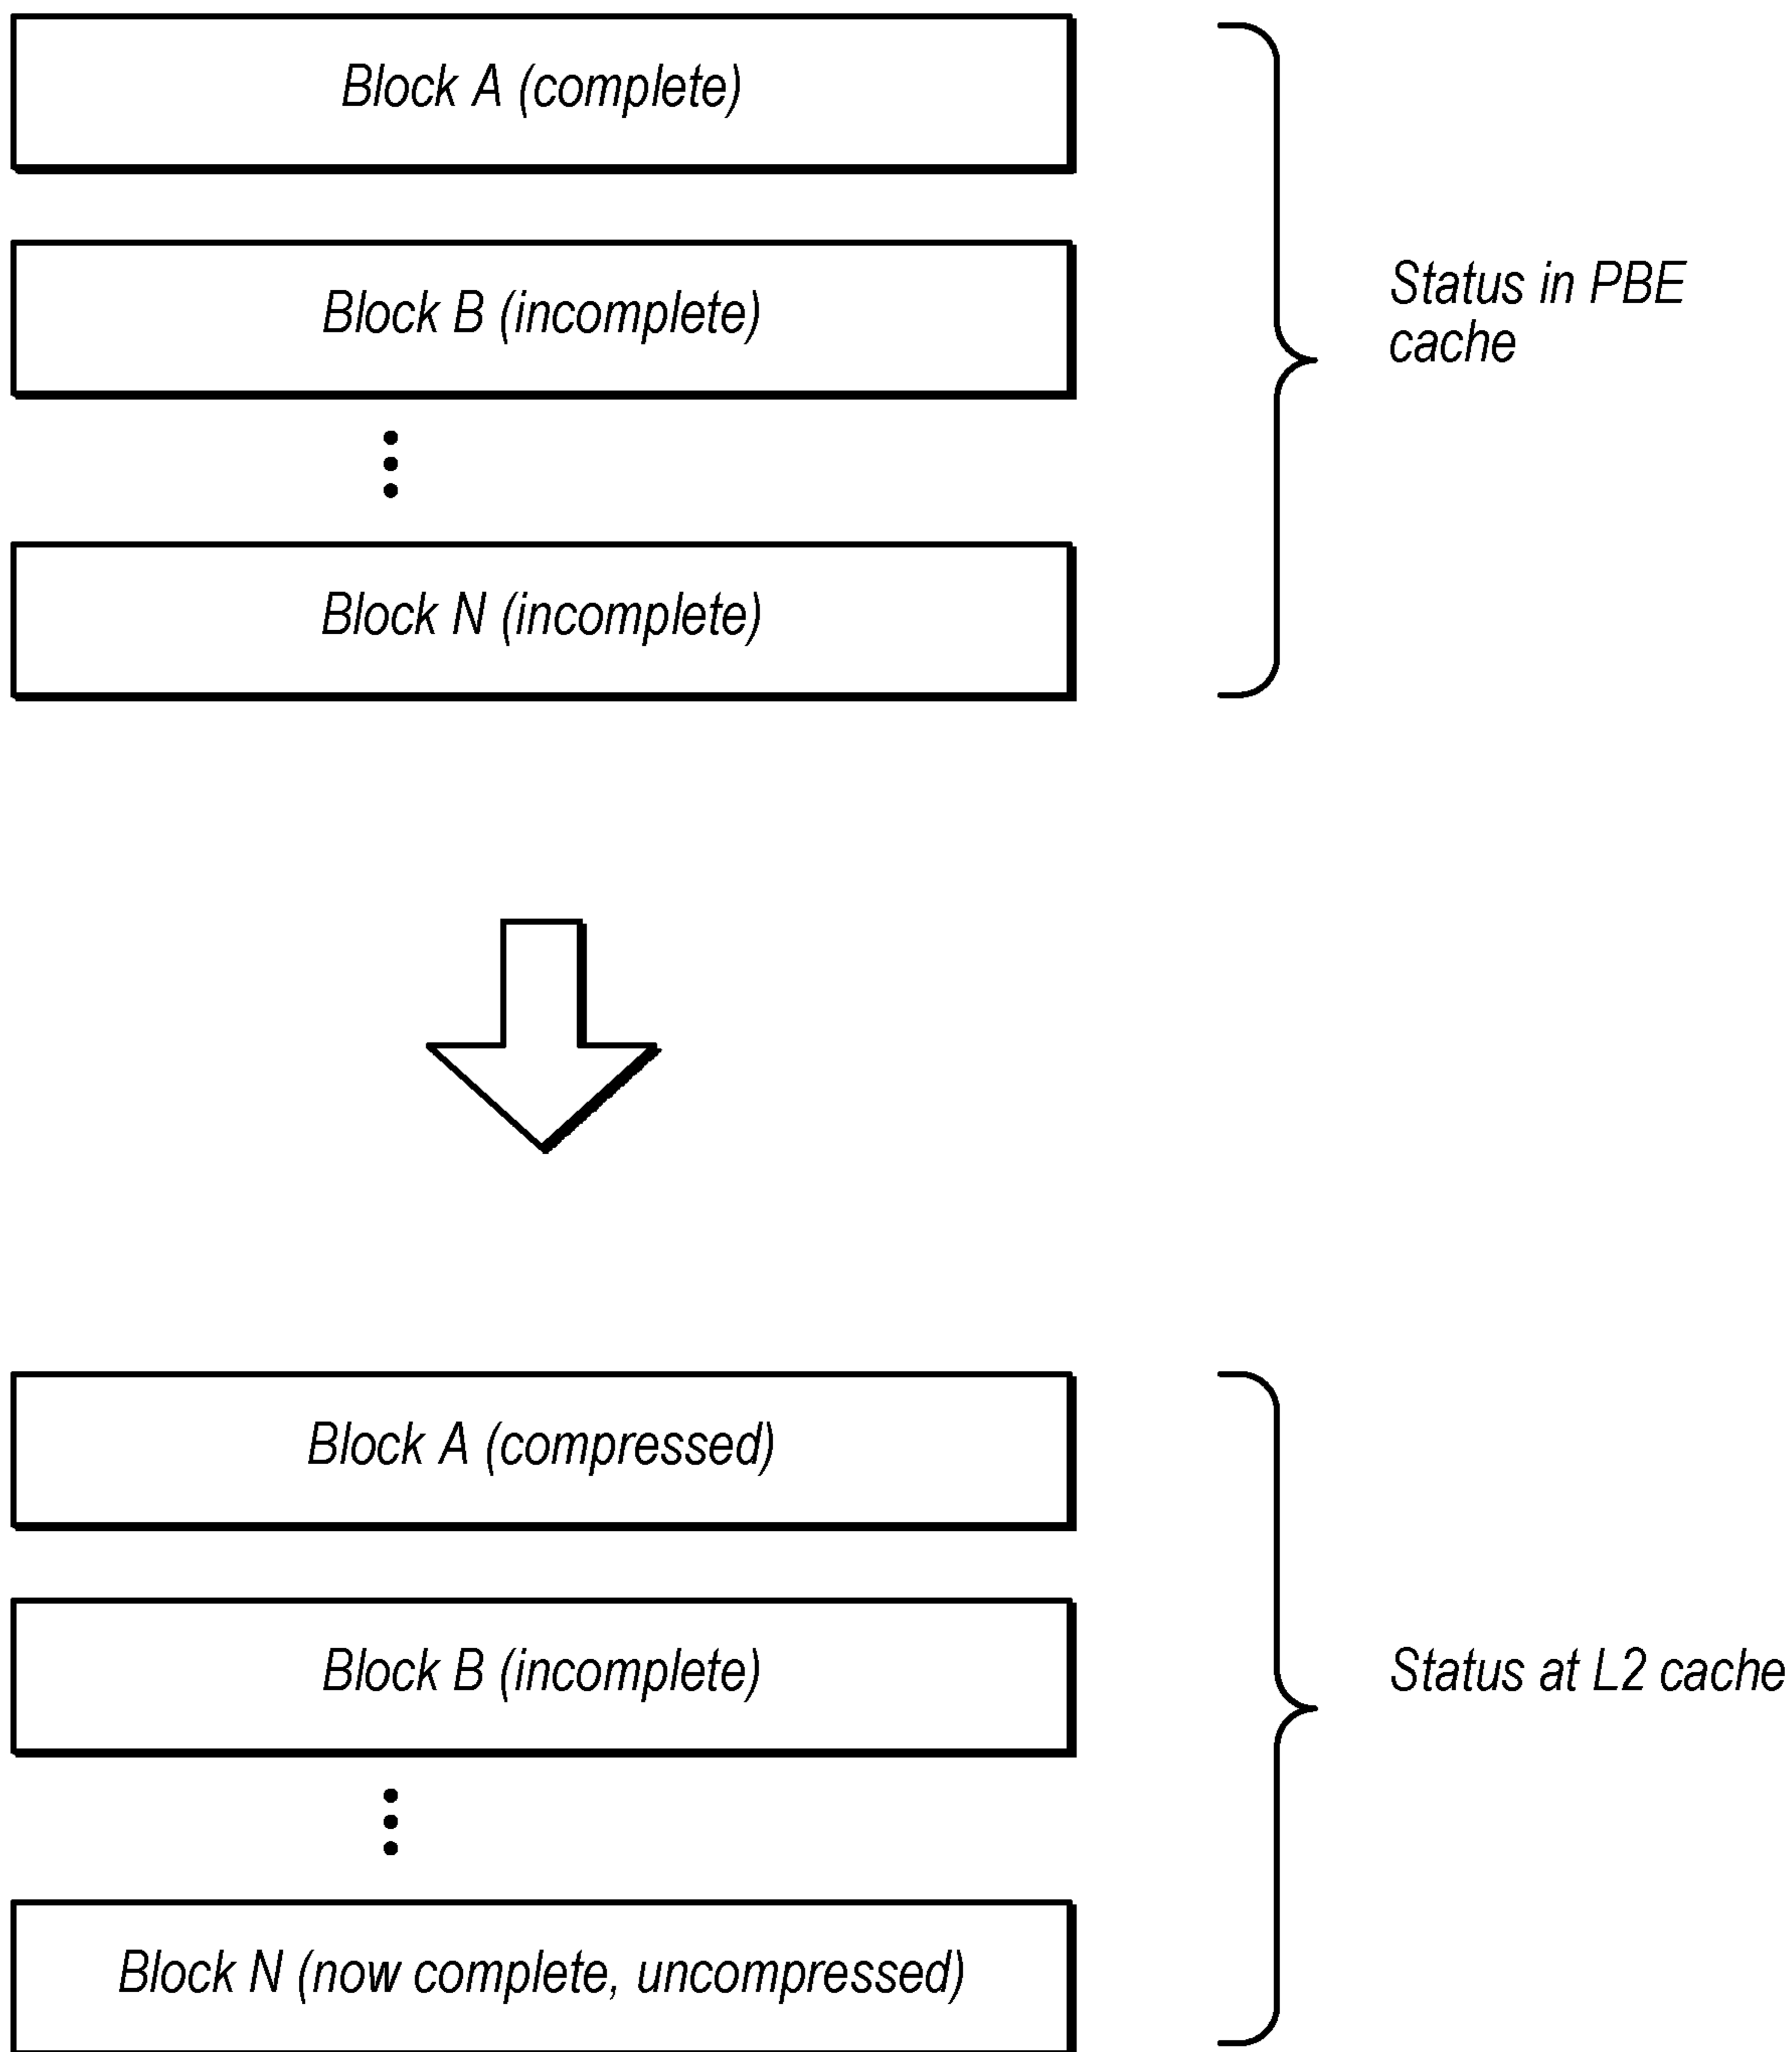 Block A (complete)
Block B (incomplete)
Block N (incomplete)
Status in PBE
cache
Block A (compressed)
Block B (incomplete)
Block N (now complete, uncompressed)
Status at L2 cache